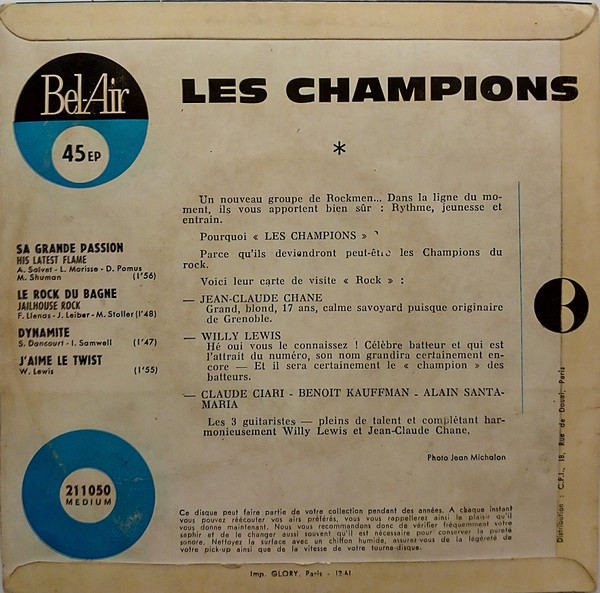 Bel-Air
45 EP
LES CHAMPIONS
*
SA GRANDE PASSION
HIS LATEST FLAME
A. Salvet - L. Morisse - D. Pomus
M. Shuman (1'56)
LE ROCK DU BAGNE
JAILHOUSE ROCK
F. Llenas - J. Leiber - M. Stoller (1'48)
DYNAMITE
S. Dancourt - I. Samwell (1'47)
J'AIME LE TWIST
W. Lewis (1'55)
211050
MEDIUM
Un nouveau groupe de Rockmen... Dans la ligne du mo-
ment, ils vous apportent bien sûr : Rythme, jeunesse et
entrain.
Pourquoi « LES CHAMPIONS » ?
Parce qu'ils deviendront peut-être les Champions du
rock.
Voici leur carte de visite « Rock » :
— JEAN-CLAUDE CHANE
Grand, blond, 17 ans, calme savoyard puisque originaire
de Grenoble.
— WILLY LEWIS
Hé oui vous le connaissez ! Célèbre batteur et qui est
l'attrait du numéro, son nom grandira certainement en-
core — Et il sera certainement le « champion » des
batteurs.
— CLAUDE CIARI - BENOIT KAUFFMAN - ALAIN SANTA-
MARIA
Les 3 guitaristes — pleins de talent et complétant har-
monieusement Willy Lewis et Jean-Claude Chane.
Photo Jean Michalon
Ce disque peut faire partie de votre collection pendant des années. A chaque instant
vous pouvez réécouter vos airs préférés, vous vous rappellerez ainsi le plaisir qu'il
vous donne maintenant. Nous vous recommandons donc de vérifier fréquemment votre
saphir et de le changer aussi souvent qu'il est nécessaire pour conserver la pureté
sonore. Nettoyez la surface avec un chiffon humide, assurez-vous de la légèreté de
votre pick-up ainsi que de la vitesse de votre tourne-disque.
Imp. GLORY, Paris - 12-61
B
Distribution : C.P.I., 18, Rue de Douai, Paris